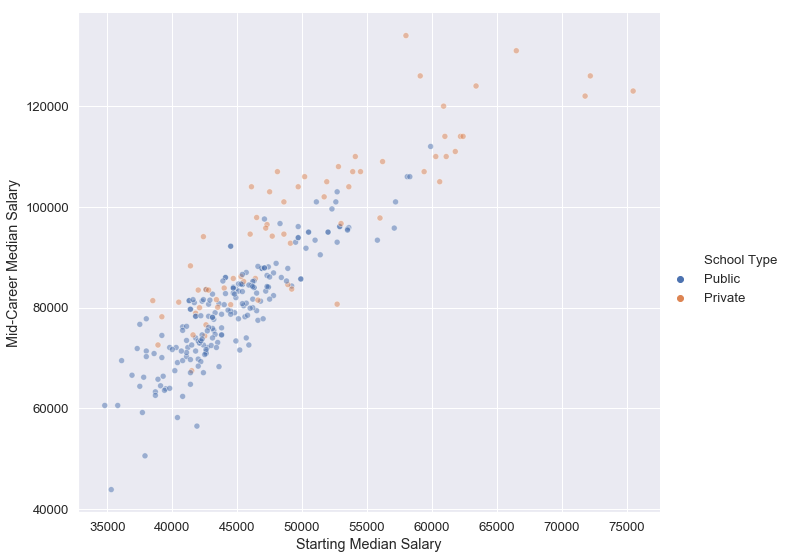 120000
100000
80000
60000
40000
Mid-Career Median Salary
35000 40000 45000 50000 55000 60000 65000 70000 75000
Starting Median Salary
School Type
Public
Private